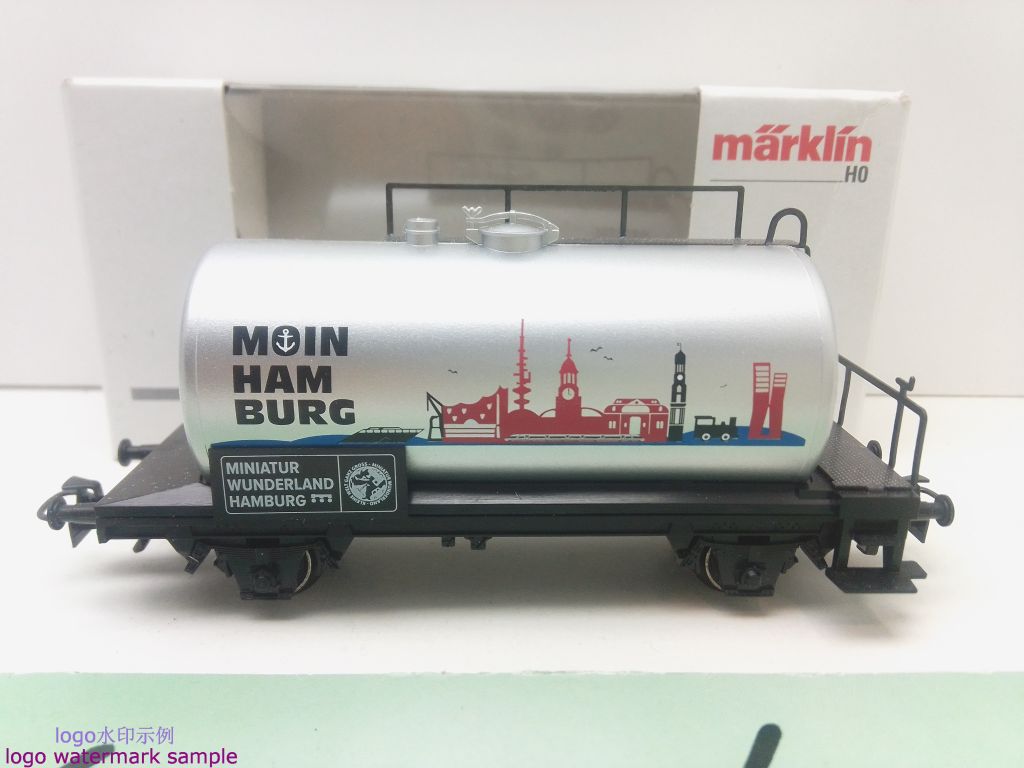 märklin
H0
MOIN
HAM
BURG
MINIATUR
WUNDERLAND
HAMBURG
logo水印示例
logo watermark sample